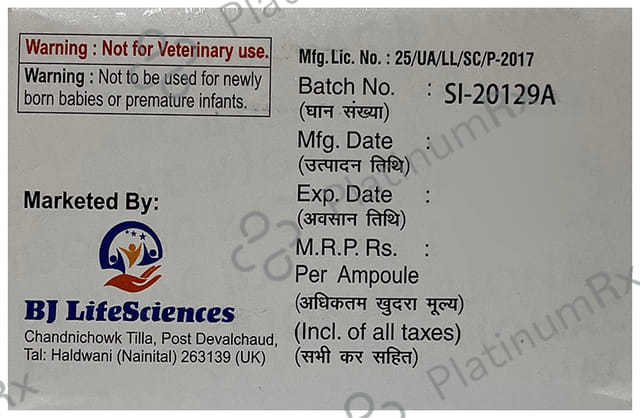 Warning : Not for Veterinary use.
Warning : Not to be used for newly
born babies or premature infants.
Marketed By:
BJ LifeSciences
Chandnichowk Tilla, Post Devalchaud,
Tal: Haldwani (Nainital) 263139 (UK)
Mfg. Lic. No. : 25/UA/LL/SC/P-2017
Batch No. : SI-20129A
(घान संख्या)
Mfg. Date :
(उत्पादन तिथि)
Exp. Date :
(अवसान तिथि)
M.R.P. Rs. :
Per Ampoule
(अधिकतम खुदरा मूल्य)
(Incl. of all taxes)
(सभी कर सहित)
PlatinumRx
PlatinumRx
PlatinumRx